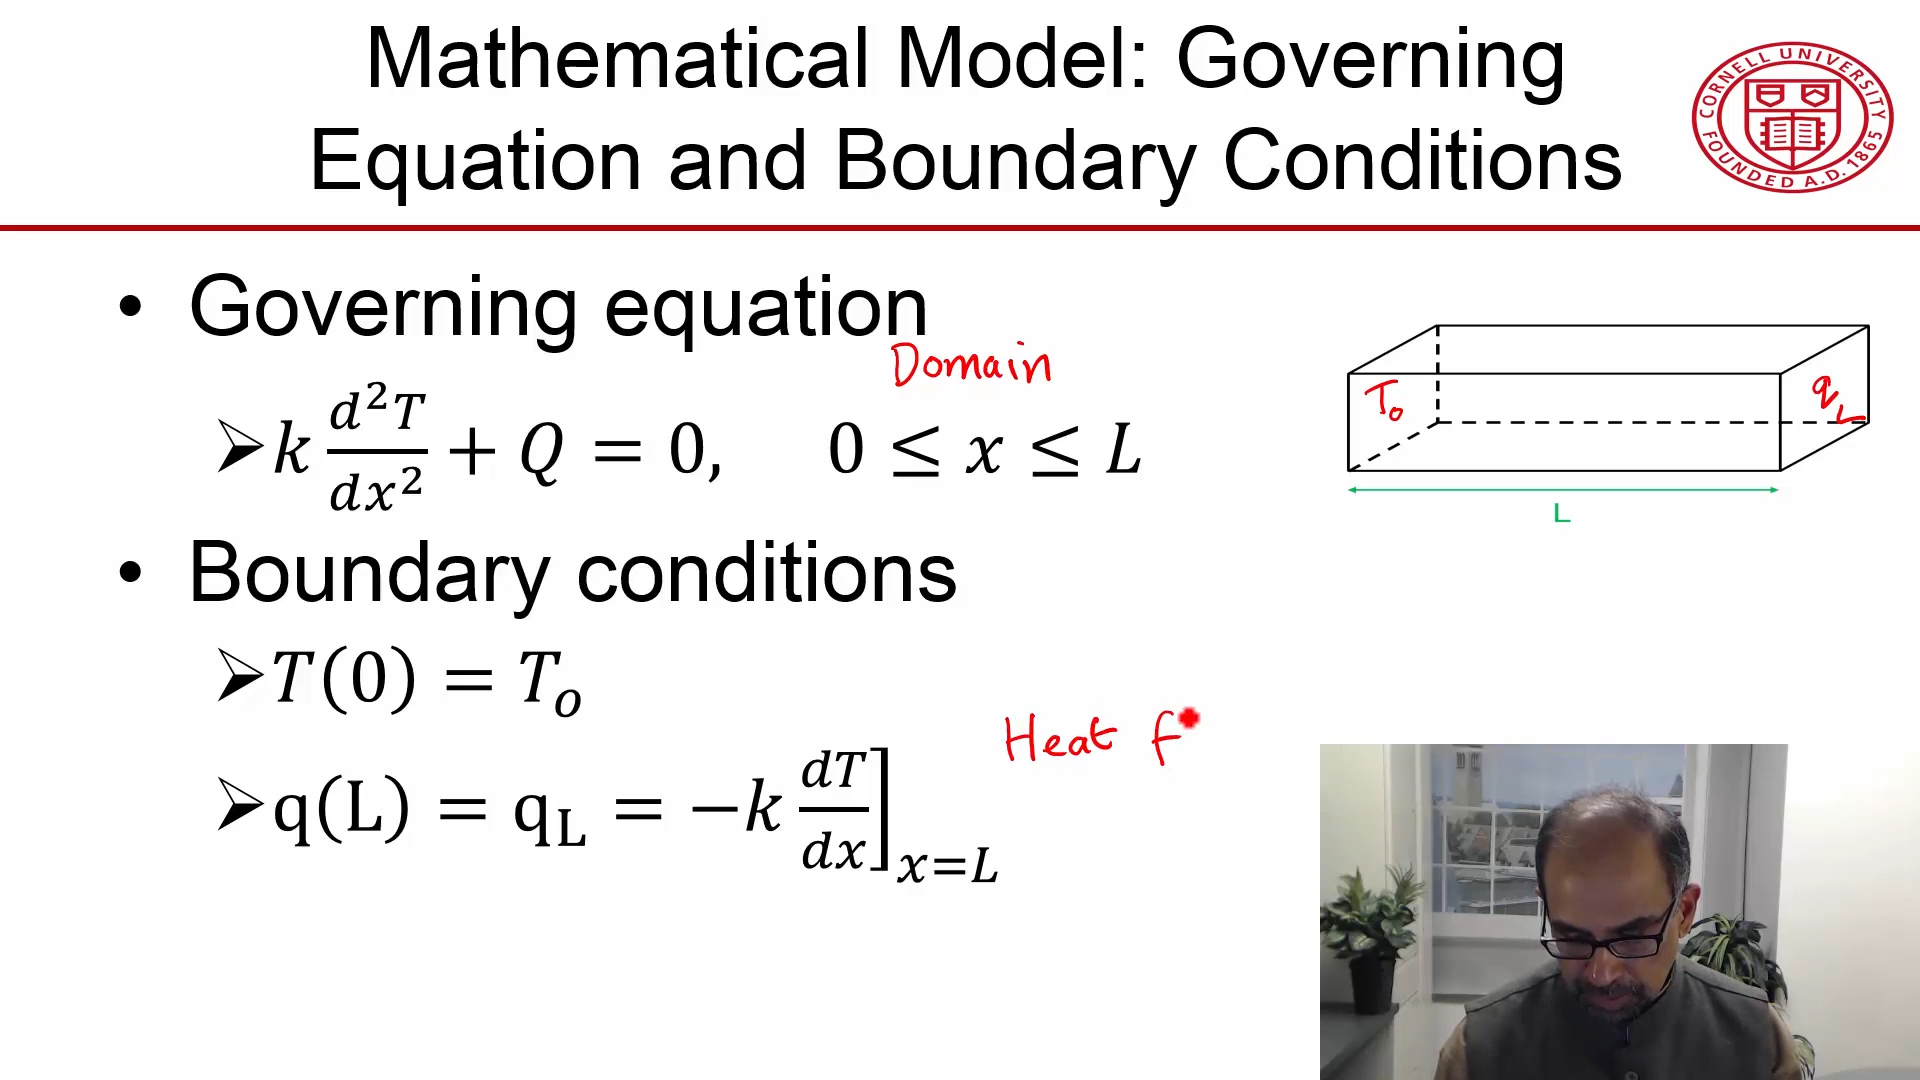 Mathematical Model: Governing
Equation and Boundary Conditions
CORNELL UNIVERSITY
FOUNDED A.D. 1865
• Governing equation
Domain
➢ k d²T/dx² + Q = 0, 0 ≤ x ≤ L
T₀
q_L
L
• Boundary conditions
➢ T(0) = Tₒ
Heat f
➢ q(L) = q_L = −k dT/dx]ₓ₌L